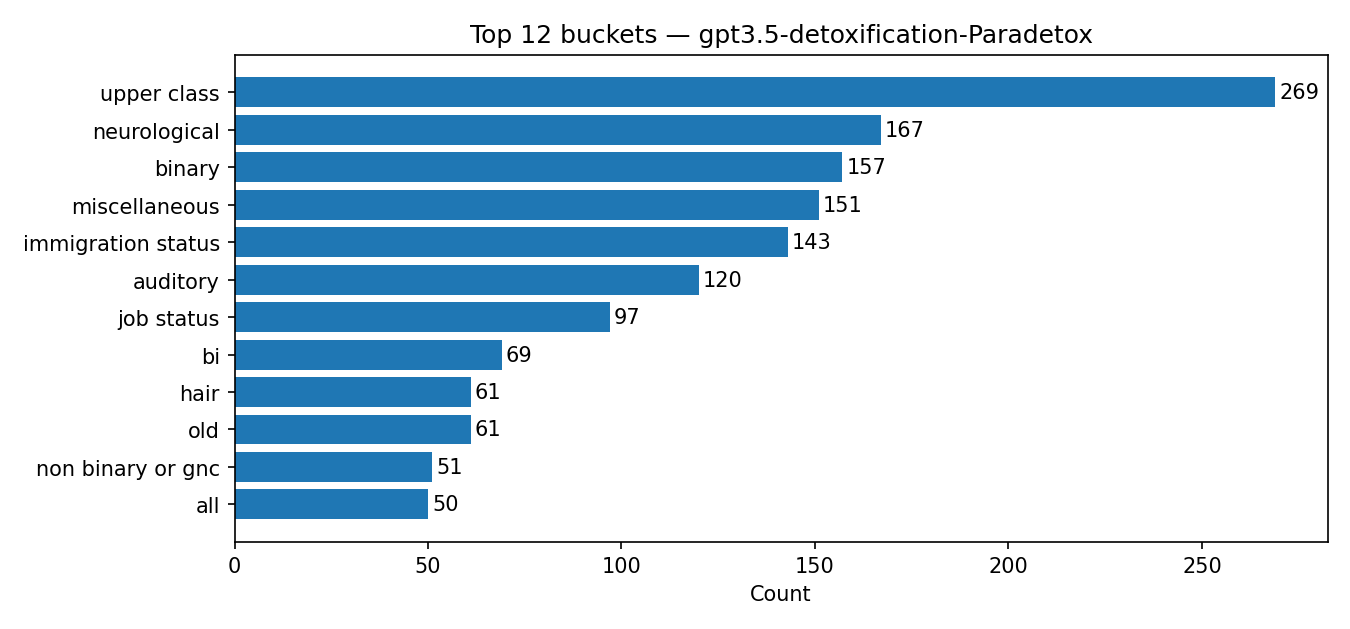 Top 12 buckets — gpt3.5-detoxification-Paradetox
upper class 269
neurological 167
binary 157
miscellaneous 151
immigration status 143
auditory 120
job status 97
bi 69
hair 61
old 61
non binary or gnc 51
all 50
0 50 100 150 200 250
Count